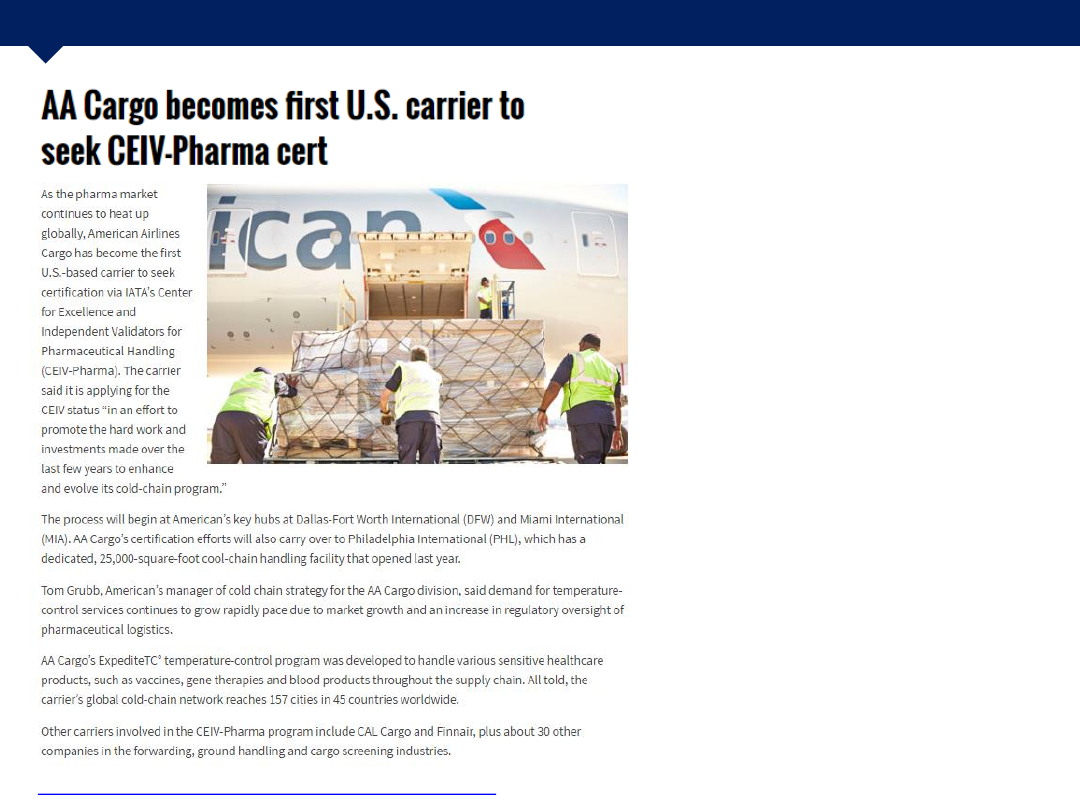 AA Cargo becomes first U.S. carrier to
seek CEIV-Pharma cert
As the pharma market
continues to heat up
globally, American Airlines
Cargo has become the first
U.S.-based carrier to seek
certification via IATA's Center
for Excellence and
Independent Validators for
Pharmaceutical Handling
(CEIV-Pharma). The carrier
said it is applying for the
CEIV status “in an effort to
promote the hard work and
investments made over the
last few years to enhance
and evolve its cold-chain program.”
ican
The process will begin at American's key hubs at Dallas-Fort Worth International (DFW) and Miami International
(MIA). AA Cargo's certification efforts will also carry over to Philadelphia International (PHL), which has a
dedicated, 25,000-square-foot cool-chain handling facility that opened last year.
Tom Grubb, American's manager of cold chain strategy for the AA Cargo division, said demand for temperature-
control services continues to grow rapidly pace due to market growth and an increase in regulatory oversight of
pharmaceutical logistics.
AA Cargo's ExpediteTC° temperature-control program was developed to handle various sensitive healthcare
products, such as vaccines, gene therapies and blood products throughout the supply chain. All told, the
carrier's global cold-chain network reaches 157 cities in 45 countries worldwide.
Other carriers involved in the CEIV-Pharma program include CAL Cargo and Finnair, plus about 30 other
companies in the forwarding, ground handling and cargo screening industries.